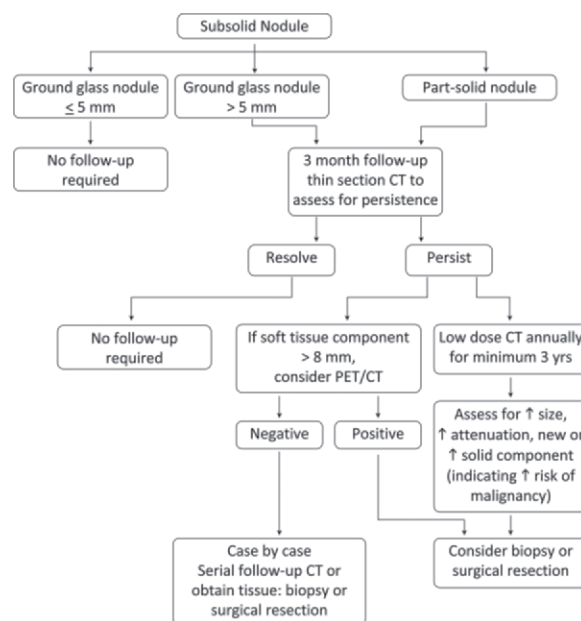 Subsolid Nodule
Ground glass nodule
≤ 5 mm
Ground glass nodule
> 5 mm
Part-solid nodule
No follow-up
required
3 month follow-up
thin section CT to
assess for persistence
Resolve
Persist
No follow-up
required
If soft tissue component
> 8 mm,
consider PET/CT
Low dose CT annually
for minimum 3 yrs
Negative
Positive
Assess for ↑ size,
↑ attenuation, new or
↑ solid component
(indicating ↑ risk of
malignancy)
Case by case
Serial follow-up CT or
obtain tissue: biopsy or
surgical resection
Consider biopsy or
surgical resection